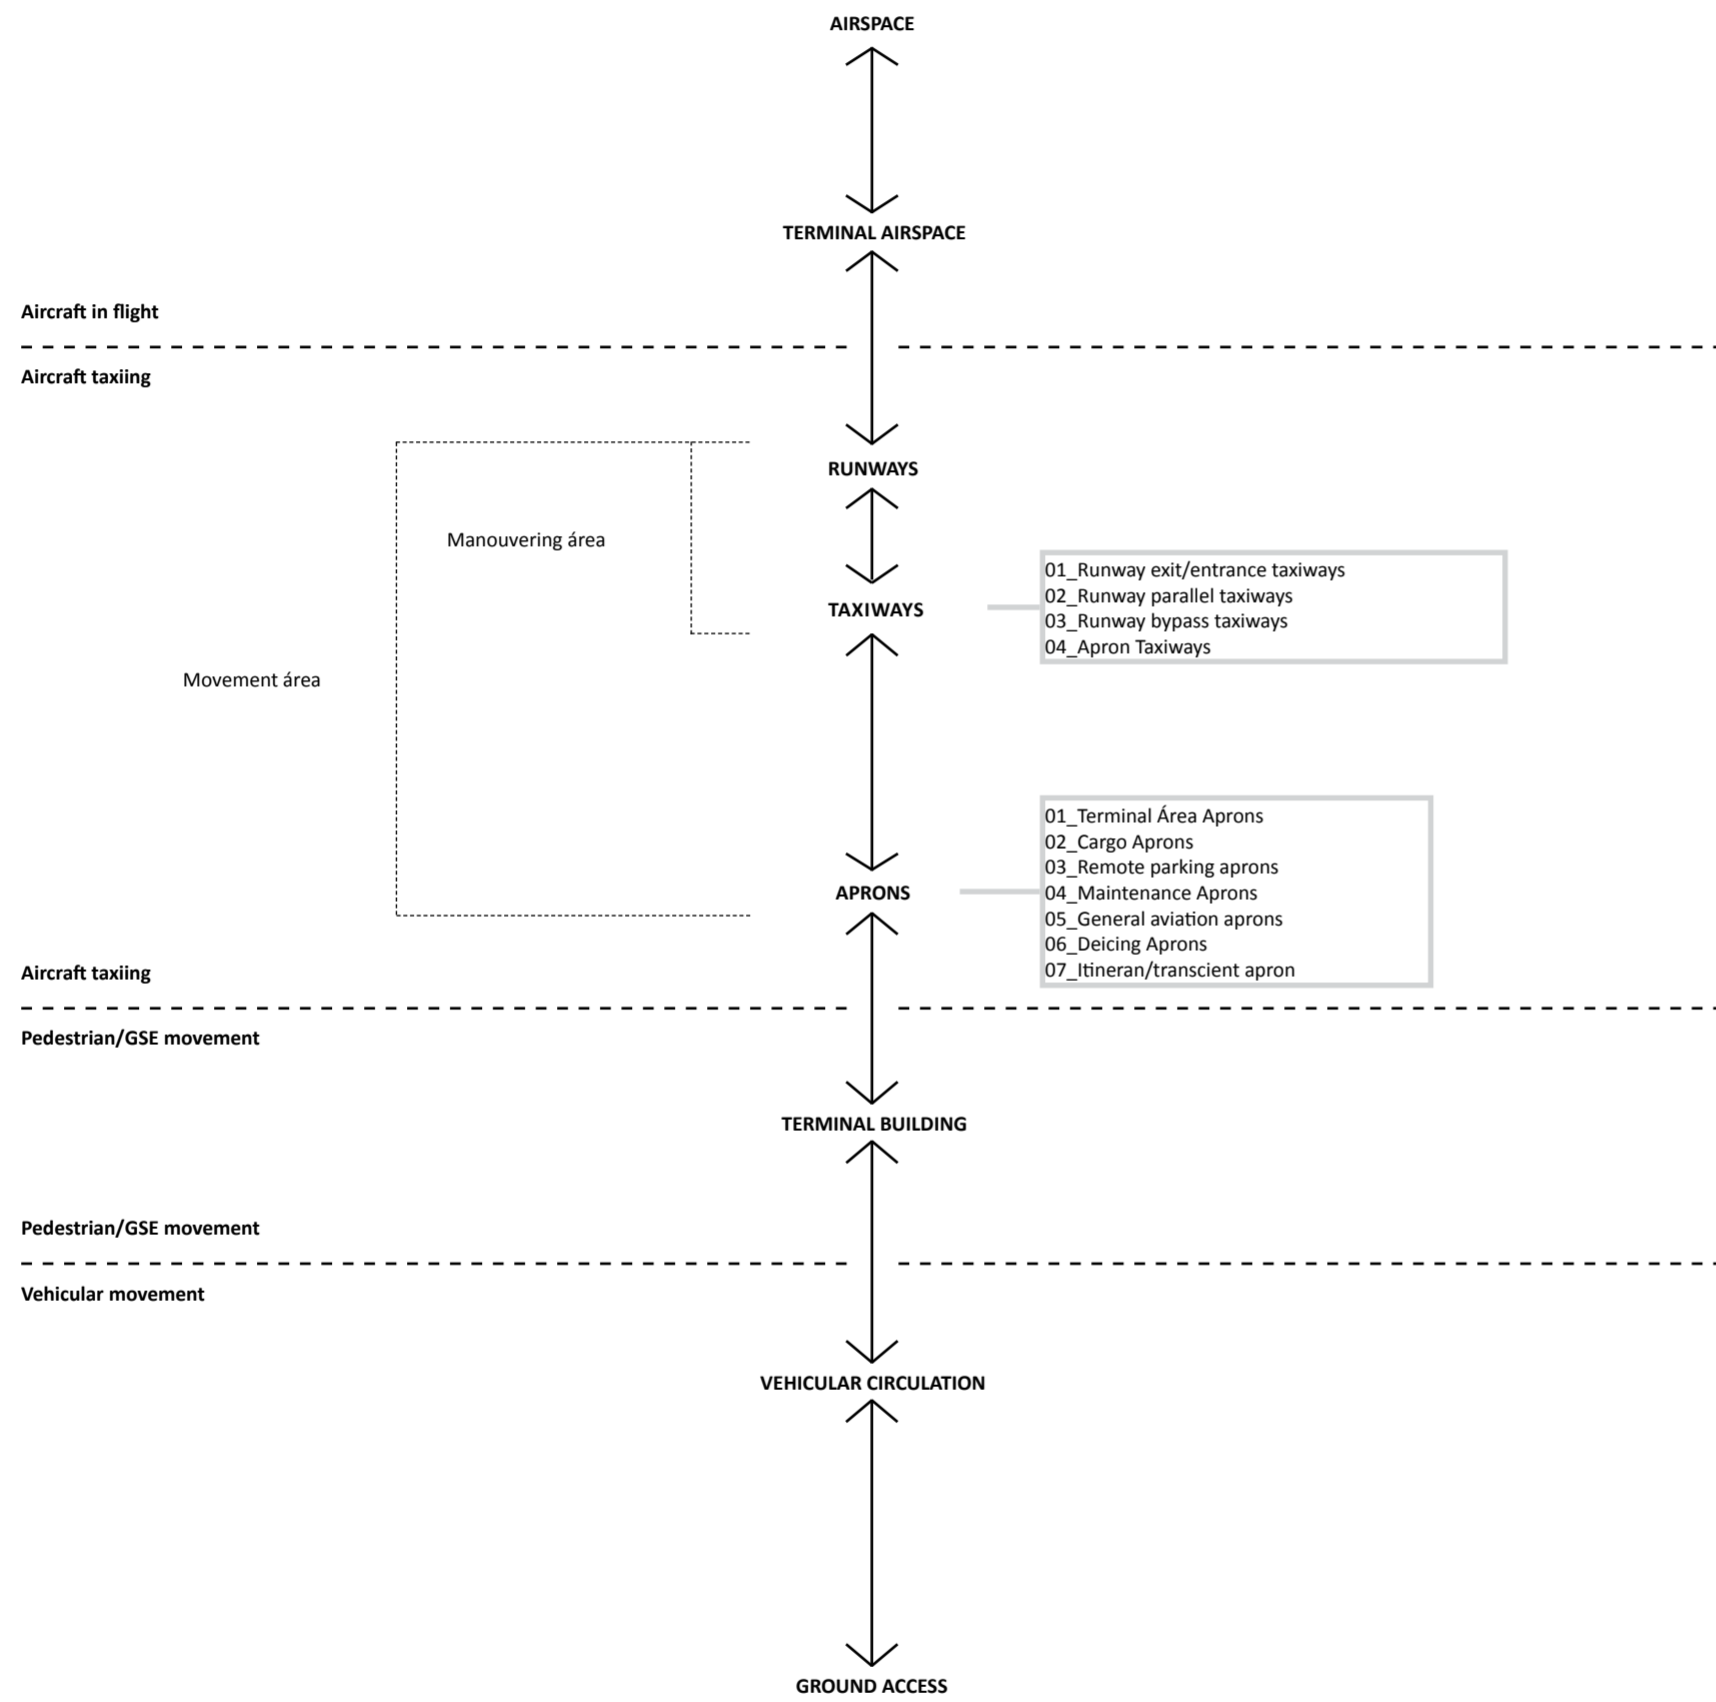 AIRSPACE
TERMINAL AIRSPACE
Aircraft in flight
Aircraft taxiing
RUNWAYS
Manouvering área
01_Runway exit/entrance taxiways
02_Runway parallel taxiways
TAXIWAYS
03_Runway bypass taxiways
04_Apron Taxiways
Movement área
01_Terminal Área Aprons
02_Cargo Aprons
03_Remote parking aprons
APRONS
04_Maintenance Aprons
05_General aviation aprons
06_Deicing Aprons
07_Itineran/transcient apron
Aircraft taxiing
Pedestrian/GSE movement
TERMINAL BUILDING
Pedestrian/GSE movement
Vehicular movement
VEHICULAR CIRCULATION
GROUND ACCESS